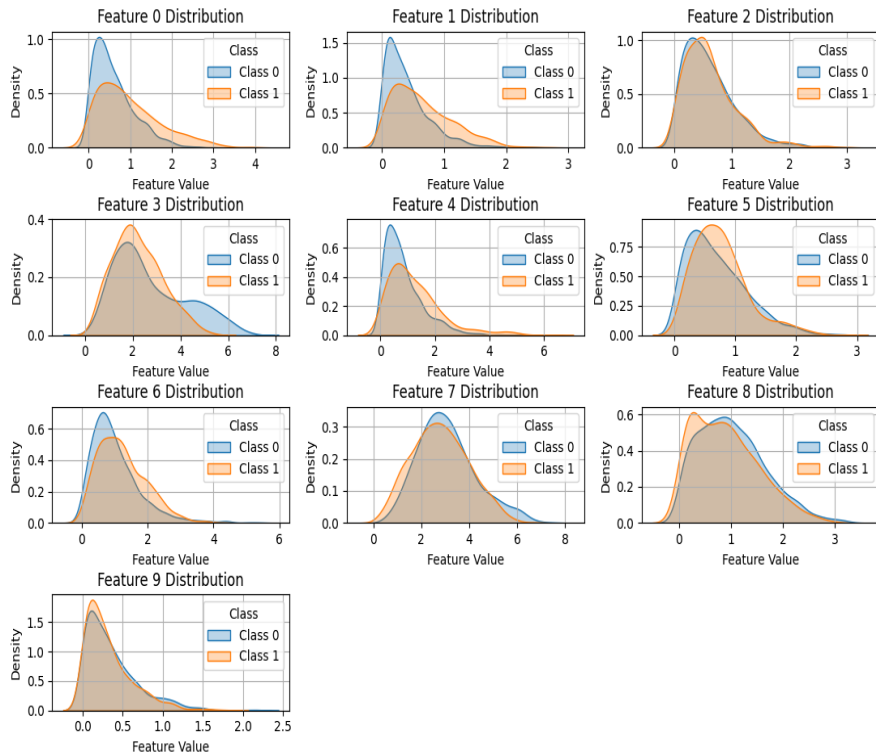 Feature 0 Distribution
Density
1.0
0.5
0.0
0
1
2
3
4
Feature Value
Class
Class 0
Class 1
Feature 1 Distribution
Density
1.5
1.0
0.5
0.0
0
1
2
3
Feature Value
Class
Class 0
Class 1
Feature 2 Distribution
Density
1.0
0.5
0.0
0
1
2
3
Feature Value
Class
Class 0
Class 1
Feature 3 Distribution
Density
0.4
0.2
0.0
0
2
4
6
8
Feature Value
Class
Class 0
Class 1
Feature 4 Distribution
Density
0.6
0.4
0.2
0.0
0
2
4
6
Feature Value
Class
Class 0
Class 1
Feature 5 Distribution
Density
0.75
0.50
0.25
0.00
0
1
2
3
Feature Value
Class
Class 0
Class 1
Feature 6 Distribution
Density
0.6
0.4
0.2
0.0
0
2
4
6
Feature Value
Class
Class 0
Class 1
Feature 7 Distribution
Density
0.3
0.2
0.1
0.0
0
2
4
6
8
Feature Value
Class
Class 0
Class 1
Feature 8 Distribution
Density
0.6
0.4
0.2
0.0
0
1
2
3
Feature Value
Class
Class 0
Class 1
Feature 9 Distribution
Density
1.5
1.0
0.5
0.0
0.0
0.5
1.0
1.5
2.0
2.5
Feature Value
Class
Class 0
Class 1